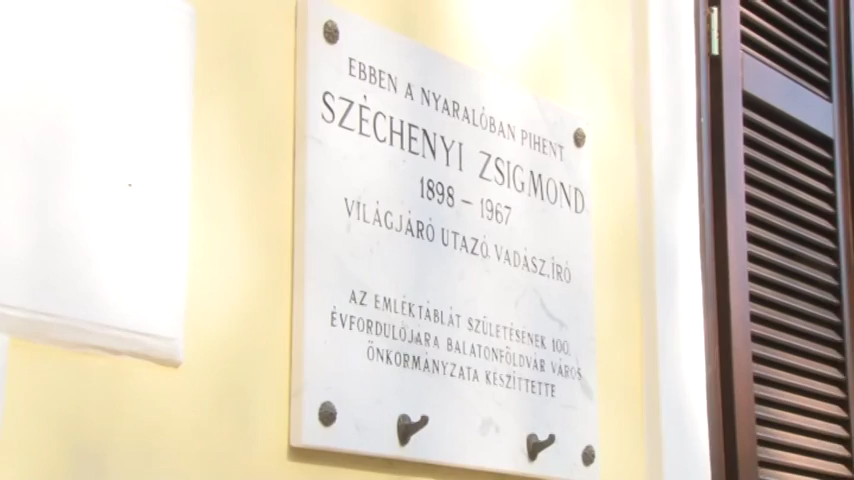 EBBEN A NYARALÓBAN PIHENT
SZÉCHENYI ZSIGMOND
1898 – 1967
VILÁGJÁRÓ UTAZÓ, VADÁSZ, ÍRÓ
AZ EMLÉKTÁBLÁT SZÜLETÉSÉNEK 100.
ÉVFORDULÓJÁRA BALATONFÖLDVÁR VÁROS
ÖNKORMÁNYZATA KÉSZÍTTETTE